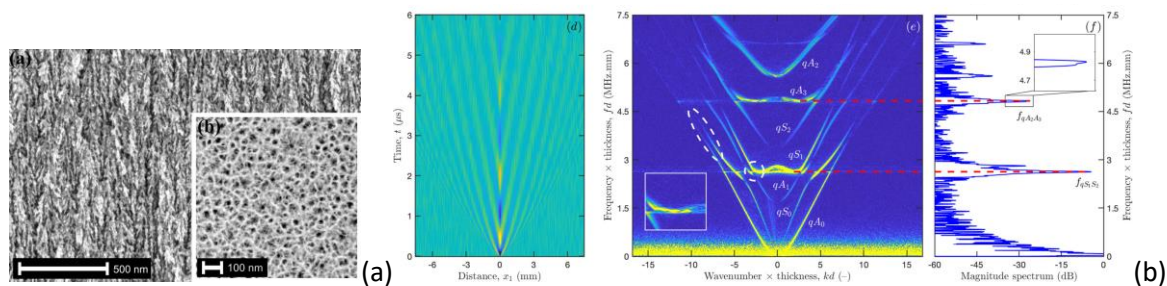 (a)
(b)
500 nm
100 nm
(a)
(d)
Time, t (μs)
6
5
4
3
2
1
0
-6 -4 -2 0 2 4 6
Distance, x₁ (mm)
(e)
Frequency × thickness, fd (MHz.mm)
7.5
6
4.5
3
1.5
0
qA₂
qA₃
qS₂
qS₁
qA₁
qS₀
qA₀
-15 -10 -5 0 5 10 15
Wavenumber × thickness, kd (–)
(f)
4.9
4.7
f_qA₂A₃
f_qS₁S₂
-60 -45 -30 -15 0
Magnitude spectrum (dB)
7.5
6
4.5
3
1.5
0
Frequency × thickness, fd (MHz.mm)
(b)